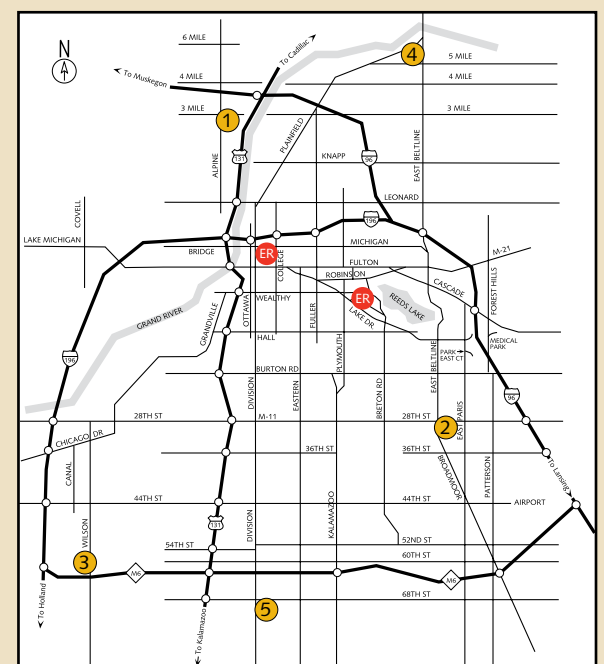 6 MILE
N
To Cadillac
4
5 MILE
To Muskegon
4 MILE
4 MILE
3 MILE
3 MILE
1
PLAINFIELD
ALPINE
131
KNAPP
96
EAST BELTLINE
LEONARD
COVELL
196
LAKE MICHIGAN
BRIDGE
MICHIGAN
M-21
ER
COLLEGE
FULTON
ROBINSON
CASCADE
FOREST HILLS
OTTAWA
WEALTHY
ER
REEDS LAKE
GRAND RIVER
GRANDVILLE
FULLER
LAKE DR.
HALL
PLYMOUTH
MEDICAL
PARK
PARK
EAST CT
EAST BELTLINE
196
BURTON RD
DIVISION
EASTERN
BRETON RD
96
28TH ST
M-11
28TH ST
EAST PARIS
2
CHICAGO DR
36TH ST
36TH ST
CANAL
BROADMOOR
PATTERSON
To Lansing
44TH ST
KALAMAZOO
44TH ST
AIRPORT
131
DIVISION
WILSON
54TH ST
52ND ST
3
60TH ST
M6
M6
To Holland
68TH ST
5
To Kalamazoo